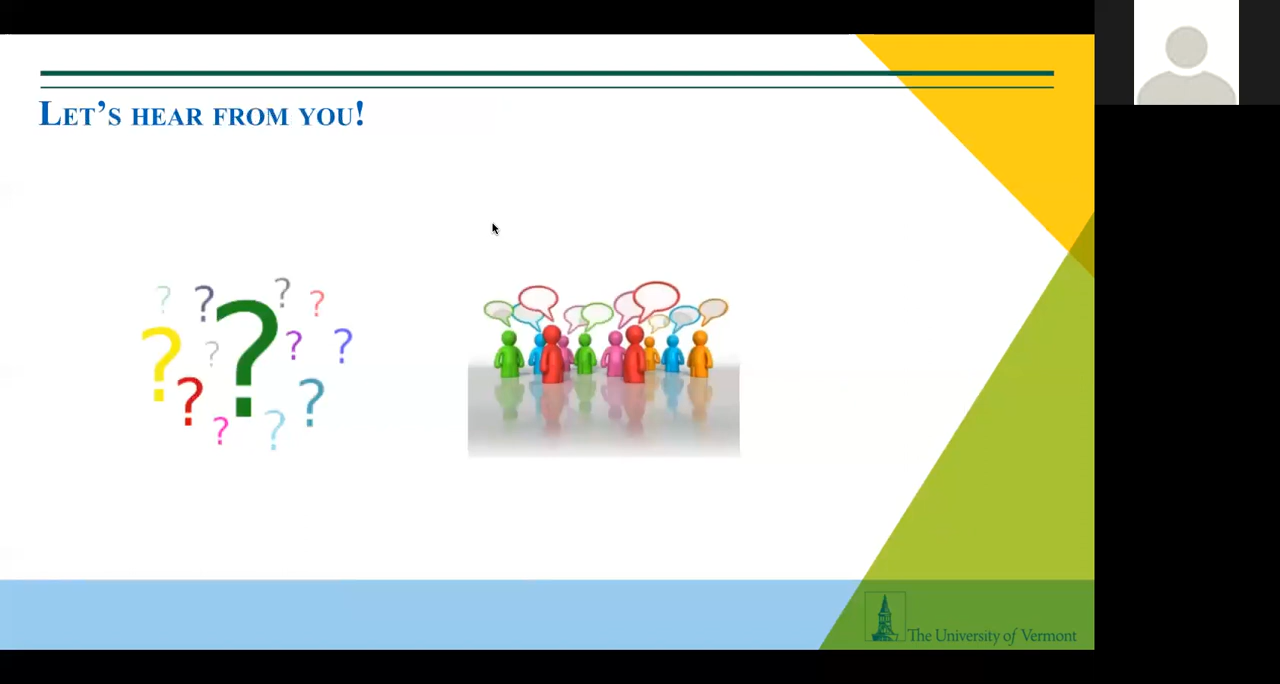 LET'S HEAR FROM YOU!
? ? ? ?
? ? ? ? ?
? ? ?
? ?
The University of Vermont